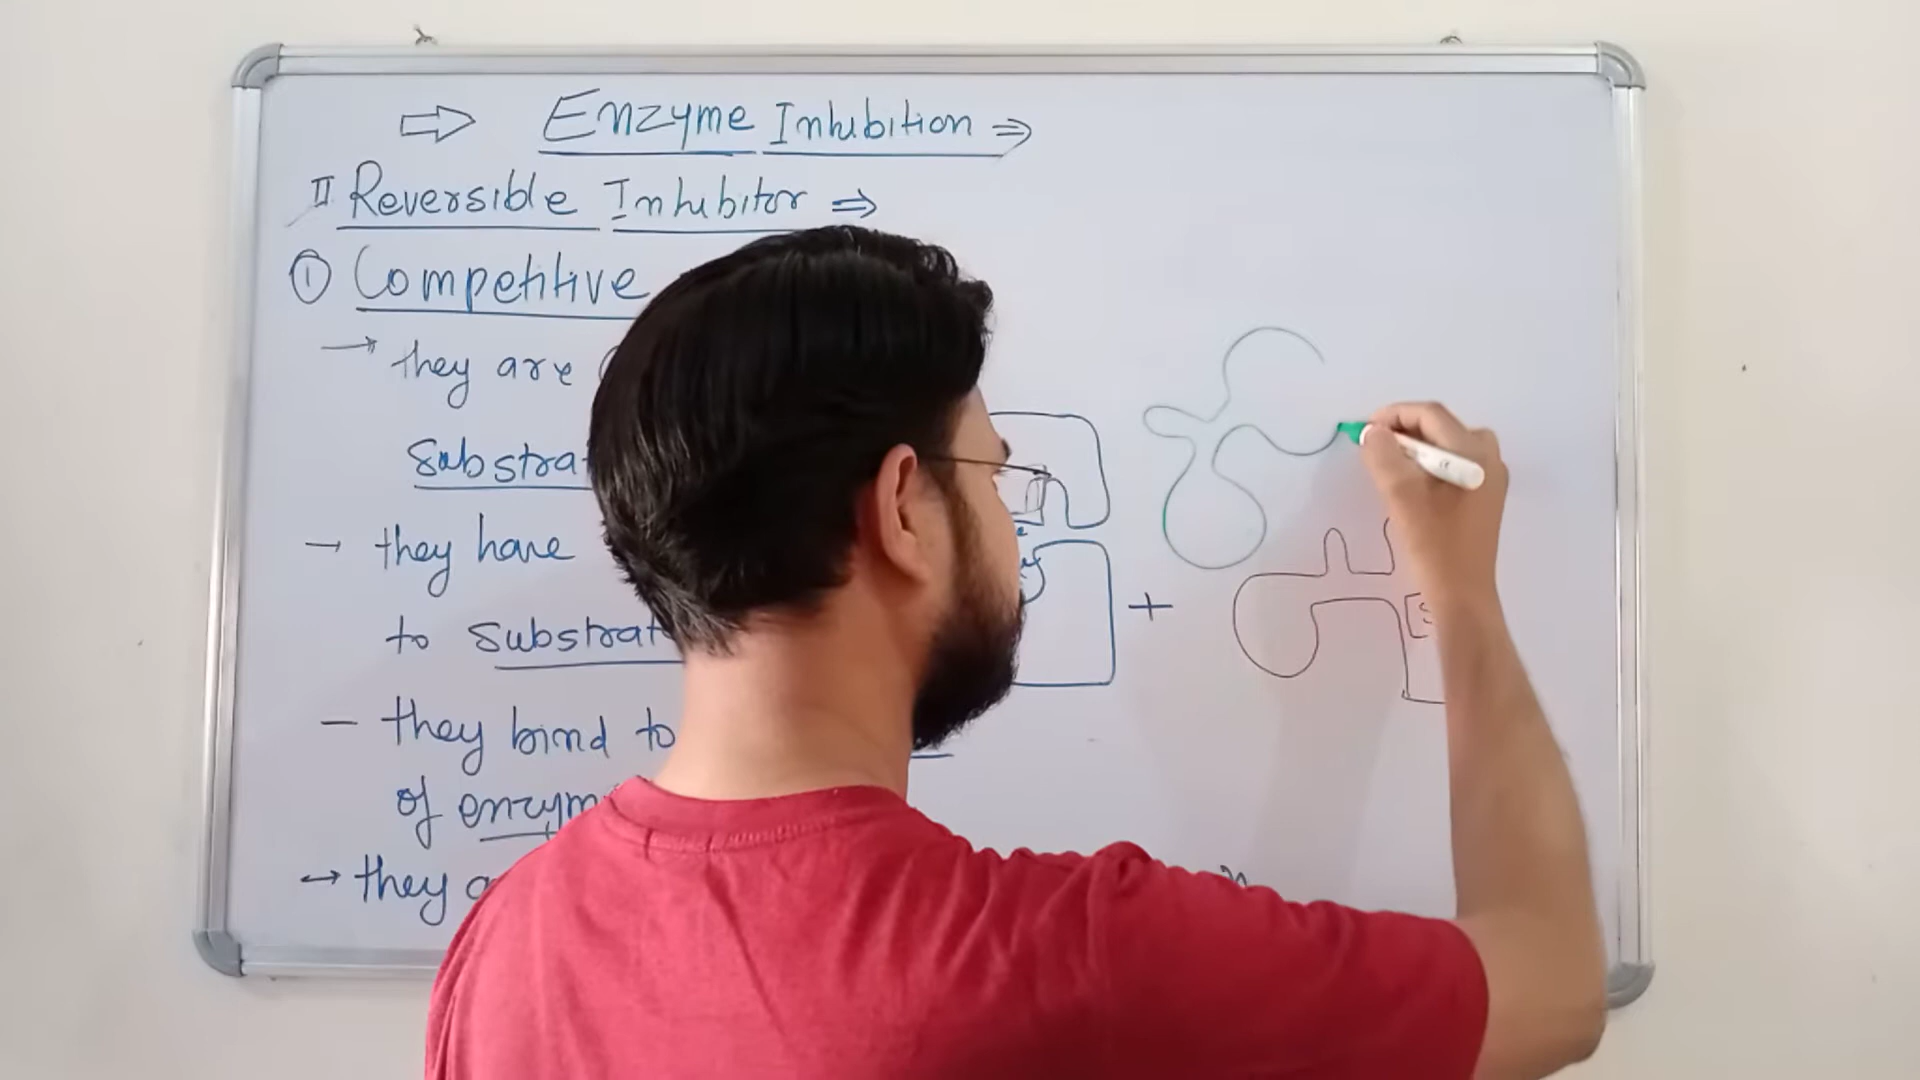 ⇒ Enzyme Inhibition ⇒
II Reversible Inhibitor ⇒
① Competitive
→ they are
Substrat
→ they have
to Substrat
- they bind to
of enzym
→ they a
+